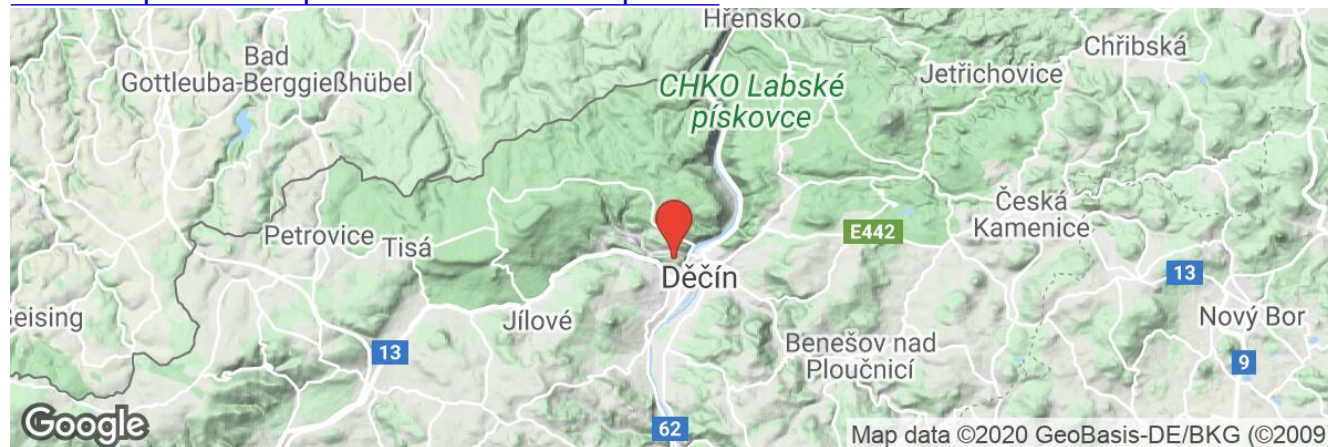 Hřensko
Chřibská
Bad
Gottleuba-Berggießhübel
Jetřichovice
CHKO Labské
pískovce
Česká
Kamenice
E442
Petrovice
Tisá
Děčín
13
Geising
Jílové
Nový Bor
13
Benešov nad
Ploučnicí
9
62
Google
Map data ©2020 GeoBasis-DE/BKG (©2009